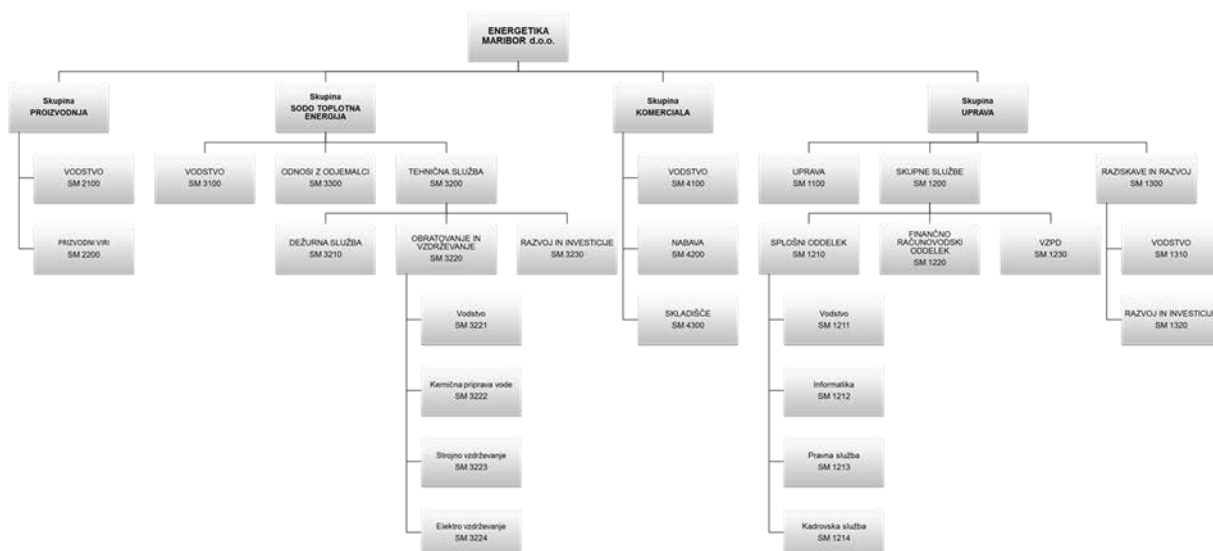 ENERGETIKA
MARIBOR d.o.o.
Skupina
PROIZVODNJA
Skupina
SODO TOPLOTNA
ENERGIJA
Skupina
KOMERCIALA
Skupina
UPRAVA
VODSTVO
SM 2100
VODSTVO
SM 3100
ODNOSI Z ODJEMALCI
SM 3300
TEHNIČNA SLUŽBA
SM 3200
VODSTVO
SM 4100
UPRAVA
SM 1100
SKUPNE SLUŽBE
SM 1200
RAZISKAVE IN RAZVOJ
SM 1300
PRIZVODNI VIRI
SM 2200
DEŽURNA SLUŽBA
SM 3210
OBRATOVANJE IN
VZDRŽEVANJE
SM 3220
RAZVOJ IN INVESTICIJE
SM 3230
NABAVA
SM 4200
SPLOŠNI ODDELEK
SM 1210
FINANČNO
RAČUNOVODSKI
ODDELEK
SM 1220
VZPD
SM 1230
VODSTVO
SM 1310
Vodstvo
SM 3221
SKLADIŠČE
SM 4300
Vodstvo
SM 1211
RAZVOJ IN INVESTICIJE
SM 1320
Kemična priprava vode
SM 3222
Informatika
SM 1212
Strojno vzdrževanje
SM 3223
Pravna služba
SM 1213
Elektro vzdrževanje
SM 3224
Kadrovska služba
SM 1214